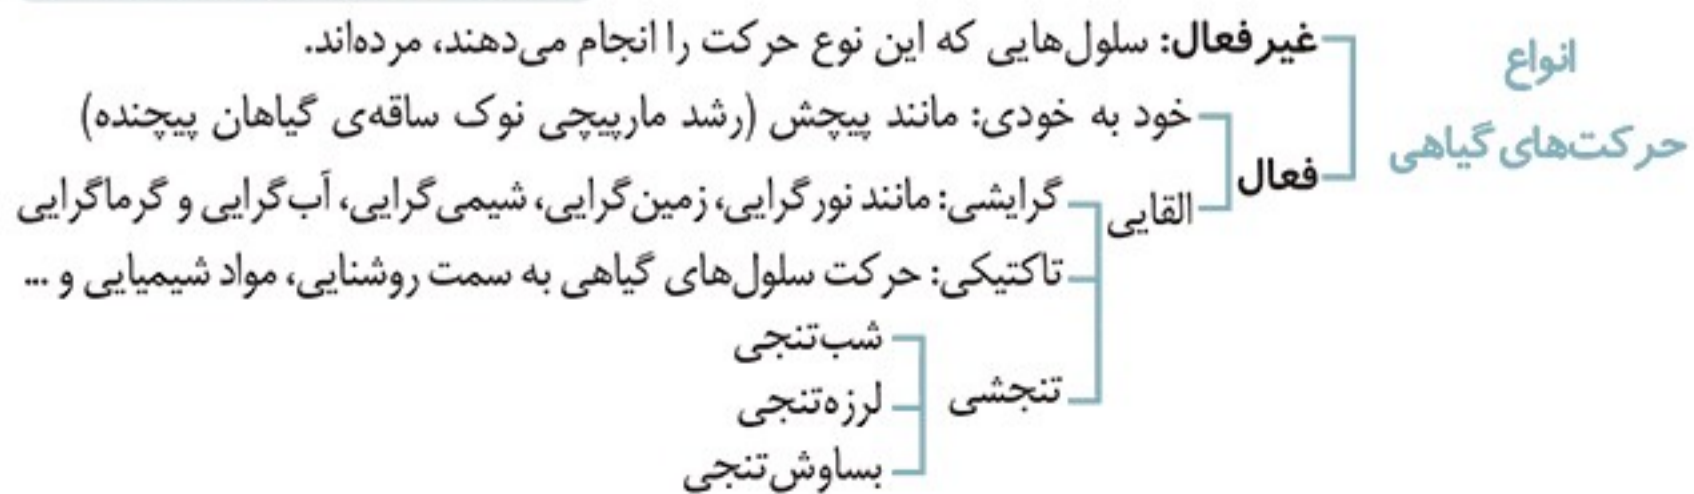 انواع
حرکت‌های گیاهی
غیرفعال: سلول‌هایی که این نوع حرکت را انجام می‌دهند، مرده‌اند.
فعال
خود به خودی: مانند پیچش (رشد مارپیچی نوک ساقه‌ی گیاهان پیچنده)
القایی
گرایشی: مانند نورگرایی، زمین‌گرایی، شیمی‌گرایی، آب‌گرایی و گرماگرایی
تاکتیکی: حرکت سلول‌های گیاهی به سمت روشنایی، مواد شیمیایی و ...
تنجشی
شب‌تنجی
لرزه‌تنجی
بساوش‌تنجی